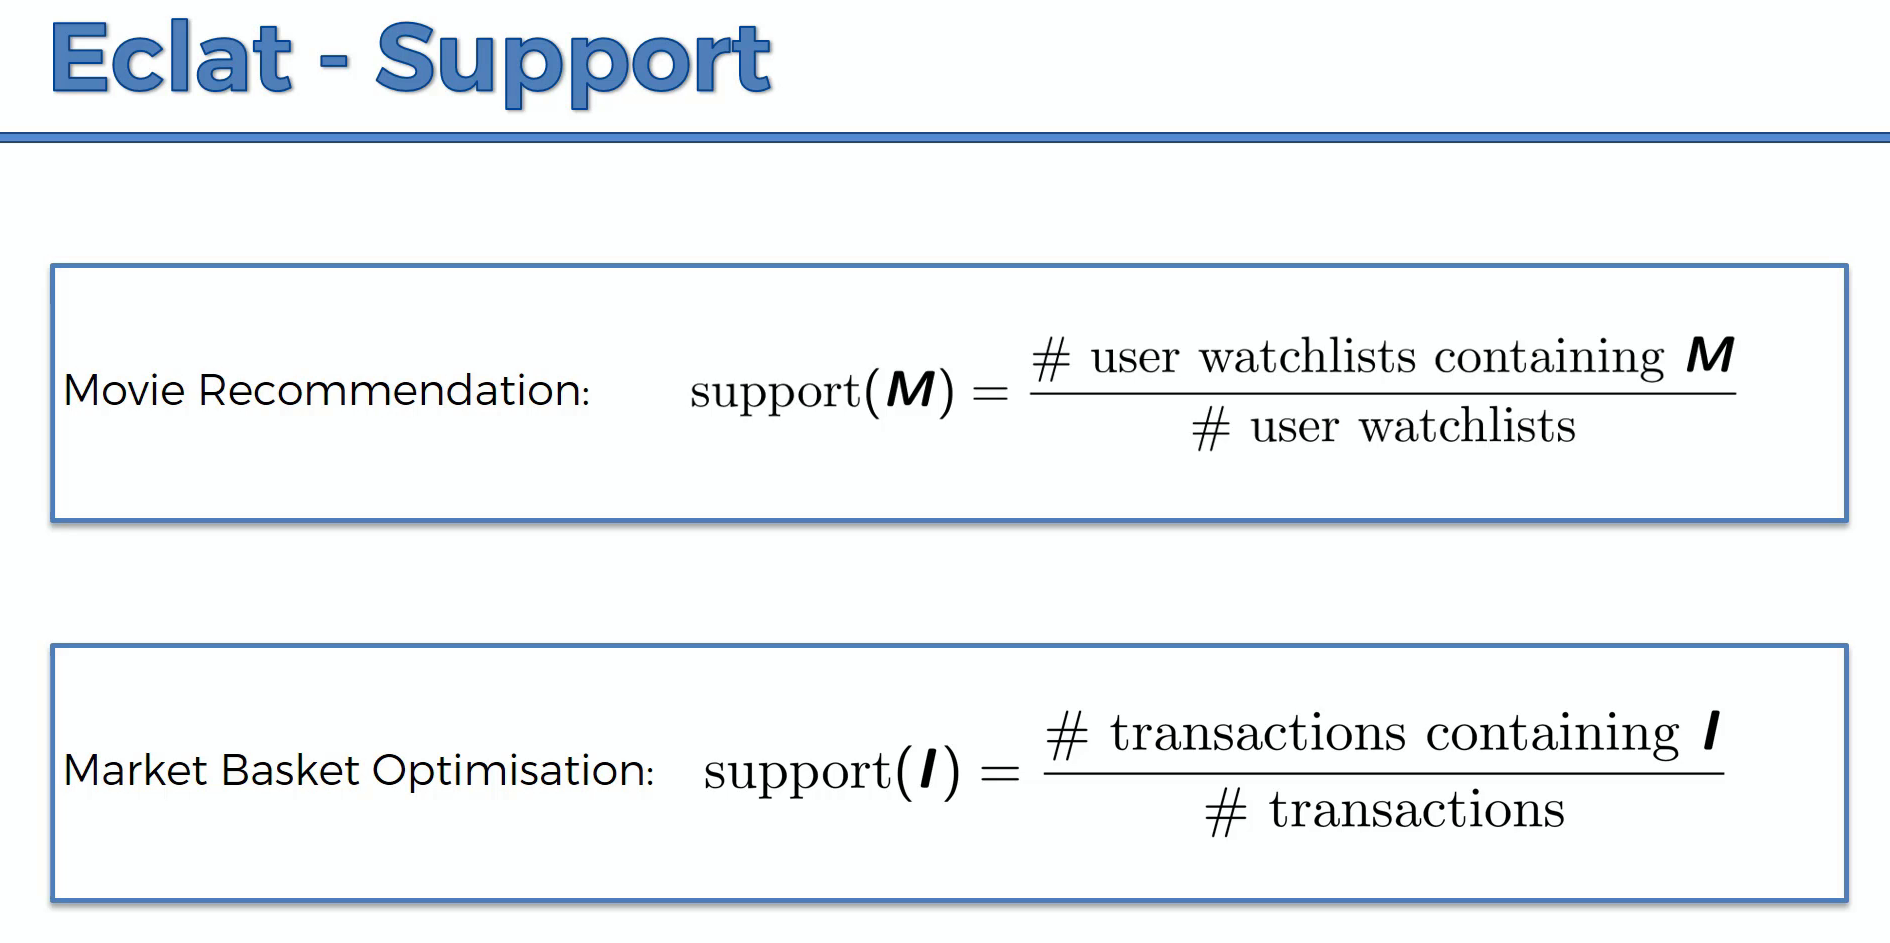 Eclat - Support
Movie Recommendation: support(M) = # user watchlists containing M / # user watchlists
Market Basket Optimisation: support(I) = # transactions containing I / # transactions